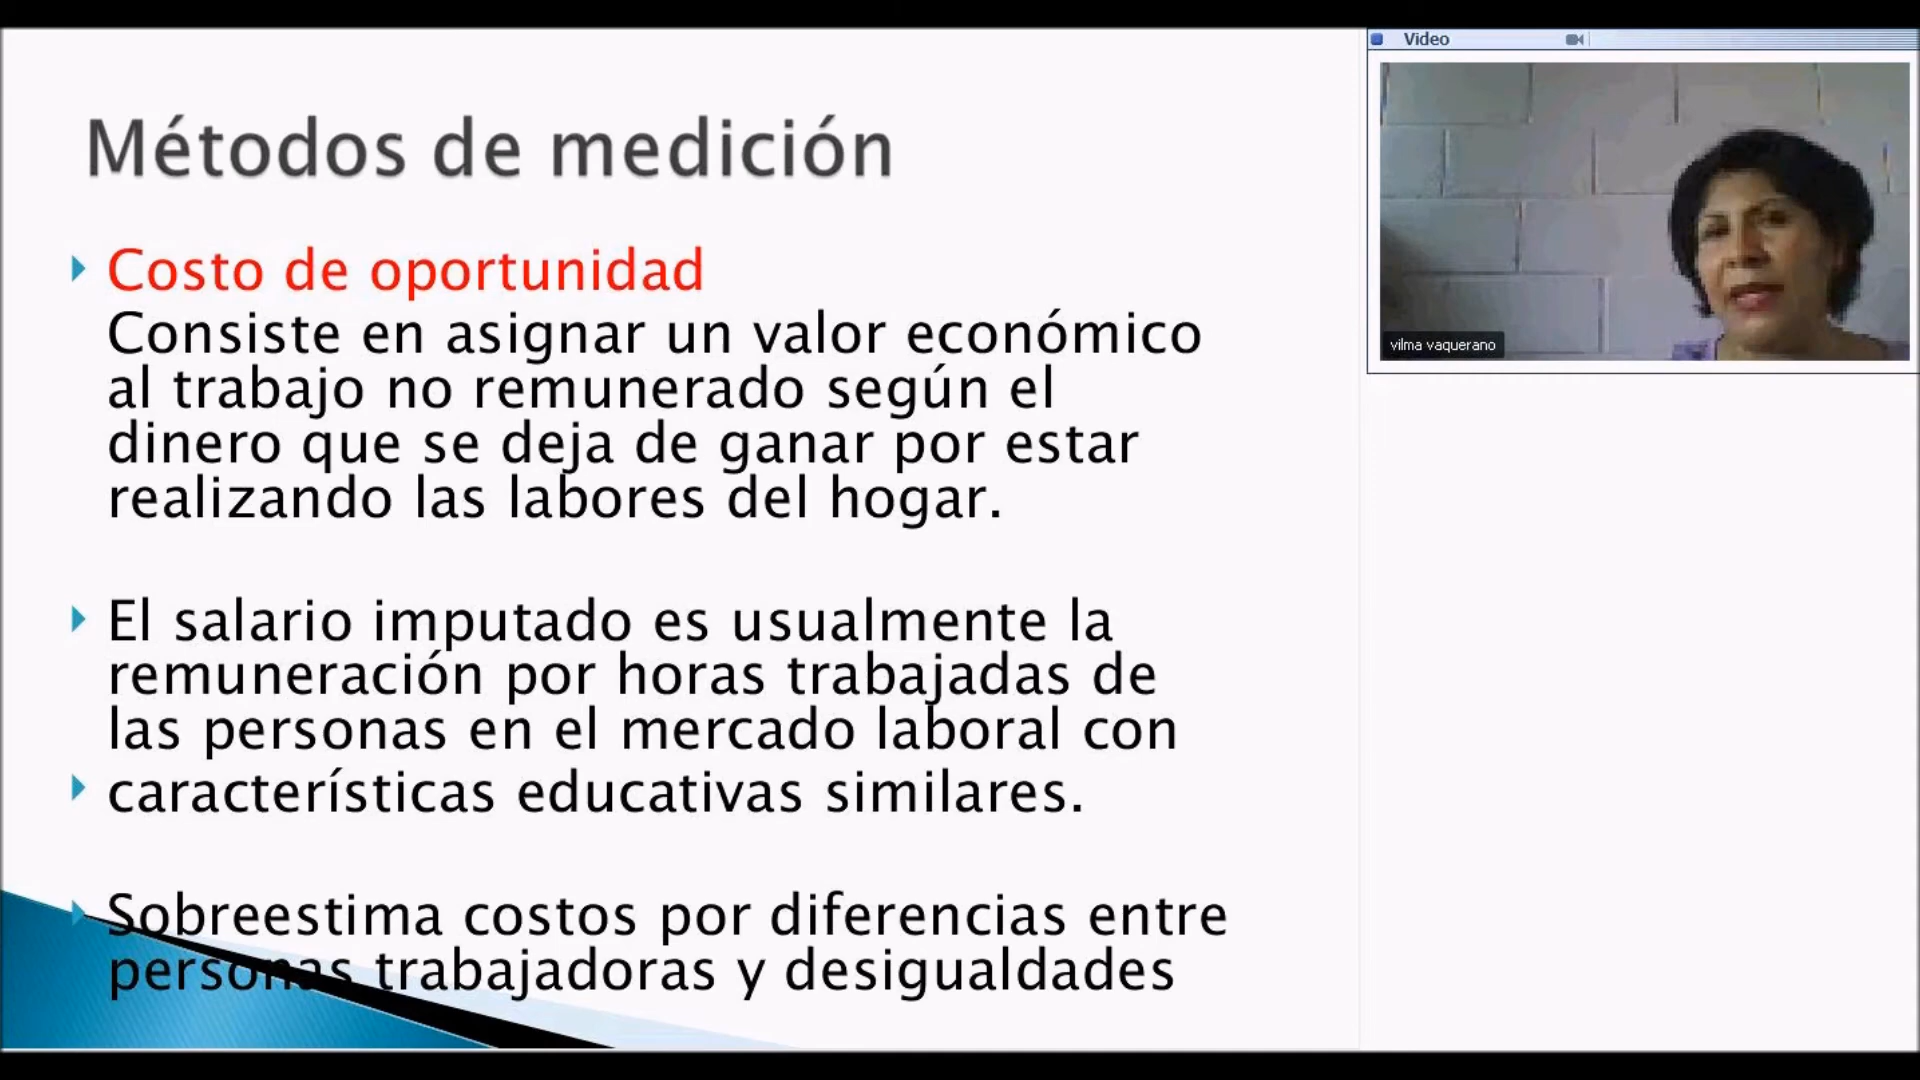 Métodos de medición
Costo de oportunidad
Consiste en asignar un valor económico
al trabajo no remunerado según el
dinero que se deja de ganar por estar
realizando las labores del hogar.
El salario imputado es usualmente la
remuneración por horas trabajadas de
las personas en el mercado laboral con
características educativas similares.
Sobreestima costos por diferencias entre
personas trabajadoras y desigualdades
Video
vilma vaquerano